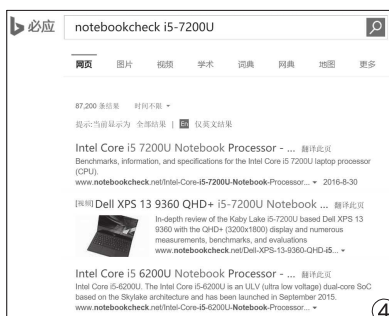 必应 notebookcheck i5-7200U
网页 图片 视频 学术 词典 网典 地图 更多
87,200 条结果 时间不限
提示:当前显示为 全部结果 | En 仅英文结果
Intel Core i5 7200U Notebook Processor - ... 翻译此页
Benchmarks, information, and specifications for the Intel Core i5 7200U laptop processor
(CPU).
www.notebookcheck.net/Intel-Core-i5-7200U-Notebook-Processor... 2016-8-30
[视频] Dell XPS 13 9360 QHD+ i5-7200U Notebook ... 翻译此页
In-depth review of the Kaby Lake i5-7200U based Dell XPS 13
9360 with the QHD+ (3200x1800) display and numerous
measurements, benchmarks, and evaluations
www.notebookcheck.net/Dell-XPS-13-9360-QHD-i5...
Intel Core i5 6200U Notebook Processor - ... 翻译此页
Intel Core i5-6200U. The Intel Core i5-6200U is an ULV (ultra low voltage) dual-core SoC
based on the Skylake architecture and has been launched in September 2015.
www.notebookcheck.net/Intel-Core-i5-6200U-Notebook-Processor...
④